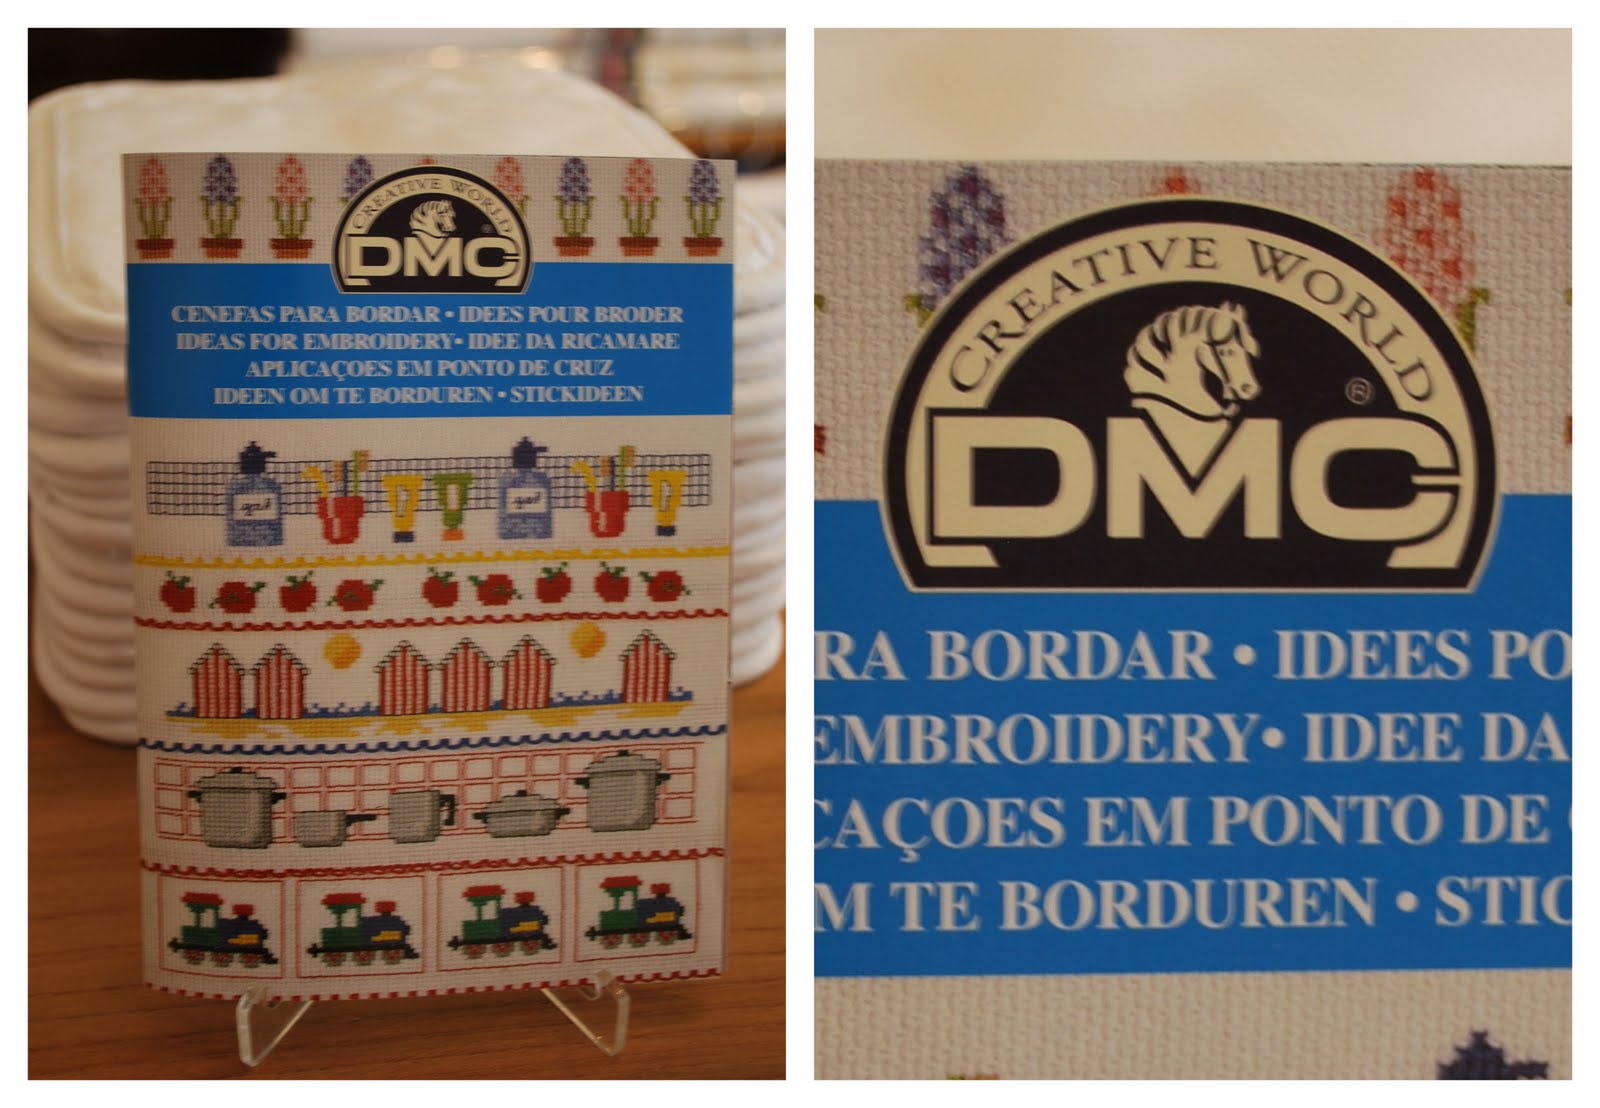 CREATIVE WORLD
DMC
®
CENEFAS PARA BORDAR • IDEES POUR BRODER
IDEAS FOR EMBROIDERY• IDEE DA RICAMARE
APLICAÇOES EM PONTO DE CRUZ
IDEEN OM TE BORDUREN • STICKIDEEN
CREATIVE WORLD
®
DMC
RA BORDAR • IDEES PO
EMBROIDERY• IDEE DA
CAÇOES EM PONTO DE
M TE BORDUREN • STIC